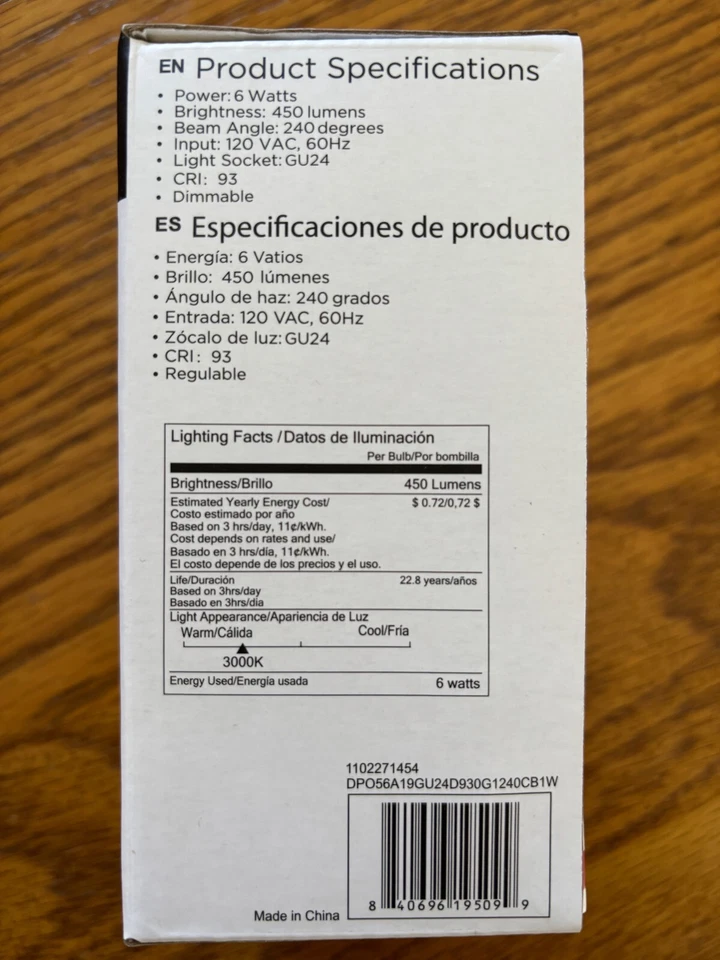 EN Product Specifications
• Power: 6 Watts
• Brightness: 450 lumens
• Beam Angle: 240 degrees
• Input: 120 VAC, 60Hz
• Light Socket: GU24
• CRI: 93
• Dimmable
ES Especificaciones de producto
• Energía: 6 Vatios
• Brillo: 450 lúmenes
• Ángulo de haz: 240 grados
• Entrada: 120 VAC, 60Hz
• Zócalo de luz: GU24
• CRI: 93
• Regulable
Lighting Facts / Datos de Iluminación
Per Bulb/Por bombilla
Brightness/Brillo 450 Lumens
Estimated Yearly Energy Cost/ $ 0.72/0,72 $
Costo estimado por año
Based on 3 hrs/day, 11¢/kWh.
Cost depends on rates and use/
Basado en 3 hrs/día, 11¢/kWh.
El costo depende de los precios y el uso.
Life/Duración 22.8 years/años
Based on 3hrs/day
Basado en 3hrs/dia
Light Appearance/Apariencia de Luz
Warm/Cálida Cool/Fría
3000K
Energy Used/Energía usada 6 watts
1102271454
DPO56A19GU24D930G1240CB1W
8 40696 19509 9
Made in China